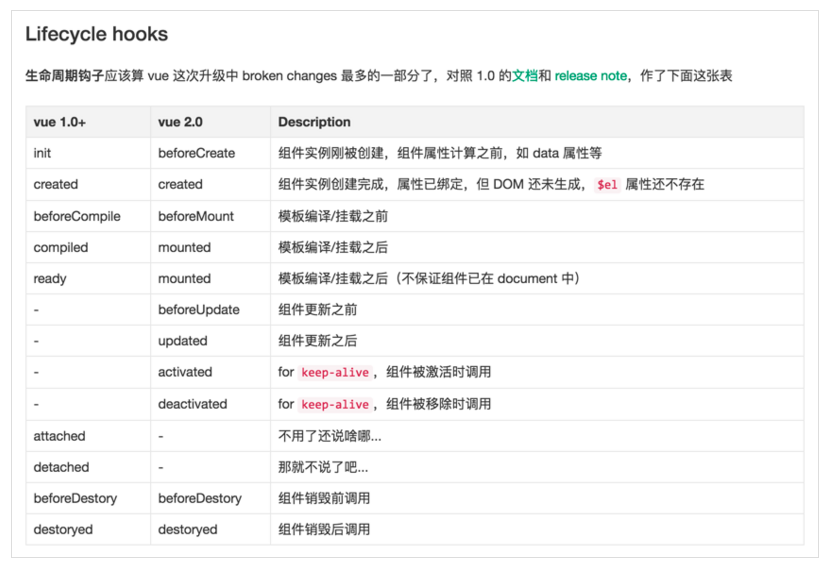 Lifecycle hooks
生命周期钩子应该算 vue 这次升级中 broken changes 最多的一部分了，对照 1.0 的文档和 release note，作了下面这张表
vue 1.0+ vue 2.0 Description
init beforeCreate 组件实例刚被创建，组件属性计算之前，如 data 属性等
created created 组件实例创建完成，属性已绑定，但 DOM 还未生成，$el 属性还不存在
beforeCompile beforeMount 模板编译/挂载之前
compiled mounted 模板编译/挂载之后
ready mounted 模板编译/挂载之后（不保证组件已在 document 中）
- beforeUpdate 组件更新之前
- updated 组件更新之后
- activated for keep-alive，组件被激活时调用
- deactivated for keep-alive，组件被移除时调用
attached - 不用了还说啥哪...
detached - 那就不说了吧...
beforeDestory beforeDestory 组件销毁前调用
destoryed destoryed 组件销毁后调用